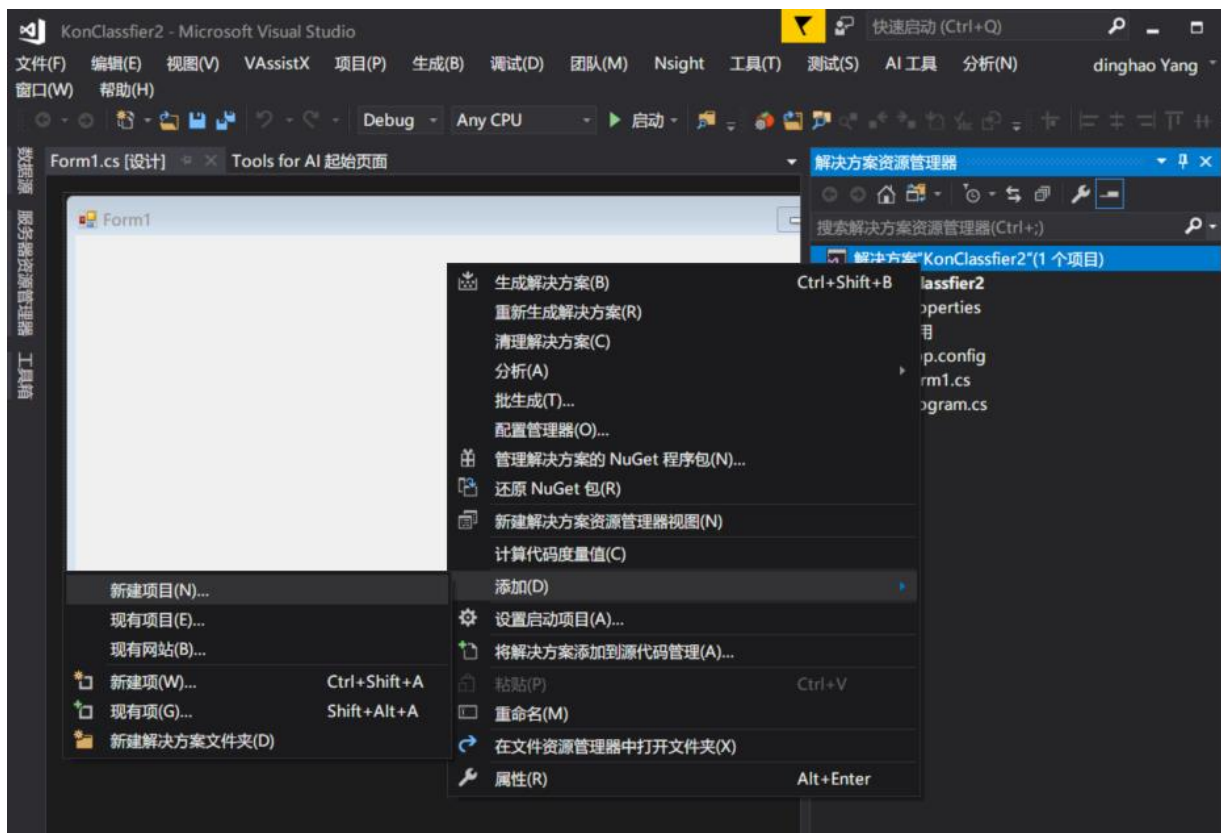 KonClassfier2 - Microsoft Visual Studio
快速启动 (Ctrl+Q)
文件(F) 编辑(E) 视图(V) VAssistX 项目(P) 生成(B) 调试(D) 团队(M) Nsight 工具(T) 测试(S) AI 工具 分析(N) dinghao Yang
窗口(W) 帮助(H)
Debug Any CPU 启动
数据源
服务器资源管理器
工具箱
Form1.cs [设计] Tools for AI 起始页面
Form1
解决方案资源管理器
搜索解决方案资源管理器(Ctrl+;)
解决方案"KonClassfier2"(1 个项目)
lassfier2
operties
用
p.config
rm1.cs
ogram.cs
生成解决方案(B) Ctrl+Shift+B
重新生成解决方案(R)
清理解决方案(C)
分析(A)
批生成(T)...
配置管理器(O)...
管理解决方案的 NuGet 程序包(N)...
还原 NuGet 包(R)
新建解决方案资源管理器视图(N)
计算代码度量值(C)
添加(D)
设置启动项目(A)...
将解决方案添加到源代码管理(A)...
粘贴(P) Ctrl+V
重命名(M)
在文件资源管理器中打开文件夹(X)
属性(R) Alt+Enter
新建项目(N)...
现有项目(E)...
现有网站(B)...
新建项(W)... Ctrl+Shift+A
现有项(G)... Shift+Alt+A
新建解决方案文件夹(D)